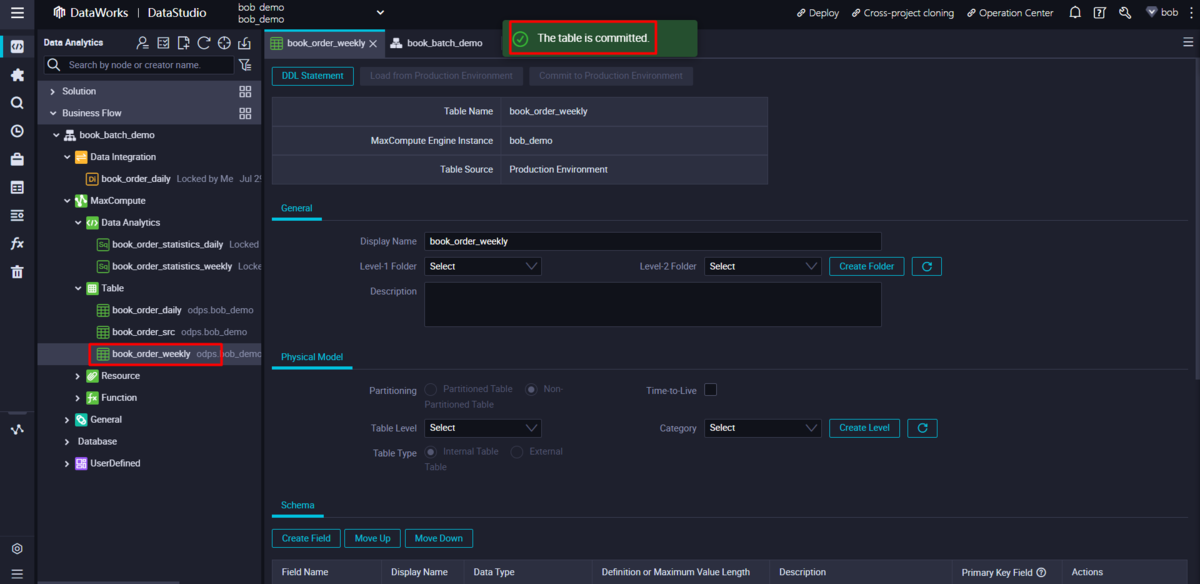 DataWorks | DataStudio
bob_demo
bob_demo
Deploy
Cross-project cloning
Operation Center
bob
Data Analytics
Search by node or creator name.
Solution
Business Flow
book_batch_demo
Data Integration
Di book_order_daily Locked by Me
MaxCompute
Data Analytics
Sq book_order_statistics_daily Locked
Sq book_order_statistics_weekly
Table
book_order_daily odps.bob_demo
book_order_src odps.bob_demo
book_order_weekly odps.bob_demo
Resource
fx Function
General
Database
UserDefined
book_order_weekly
book_batch_demo
The table is committed.
DDL Statement
Load from Production Environment
Commit to Production Environment
Table Name book_order_weekly
MaxCompute Engine Instance bob_demo
Table Source Production Environment
General
Display Name book_order_weekly
Level-1 Folder Select Level-2 Folder Select Create Folder
Description
Physical Model
Partitioning Partitioned Table Non-
Partitioned Table
Time-to-Live
Table Level Select Category Select Create Level
Table Type Internal Table External
Table
Schema
Create Field Move Up Move Down
Field Name Display Name Data Type Definition or Maximum Value Length Description Primary Key Field Actions